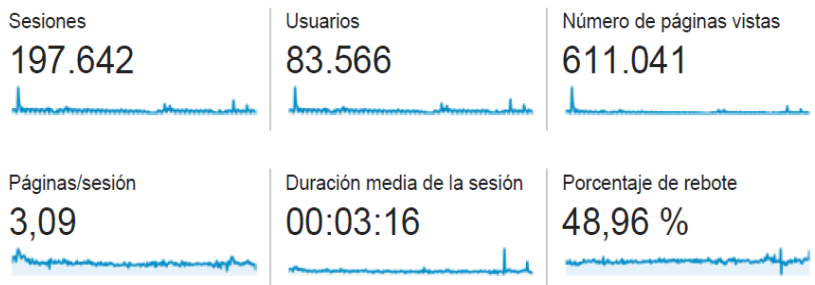 Sesiones
197.642
Usuarios
83.566
Número de páginas vistas
611.041
Páginas/sesión
3,09
Duración media de la sesión
00:03:16
Porcentaje de rebote
48,96 %